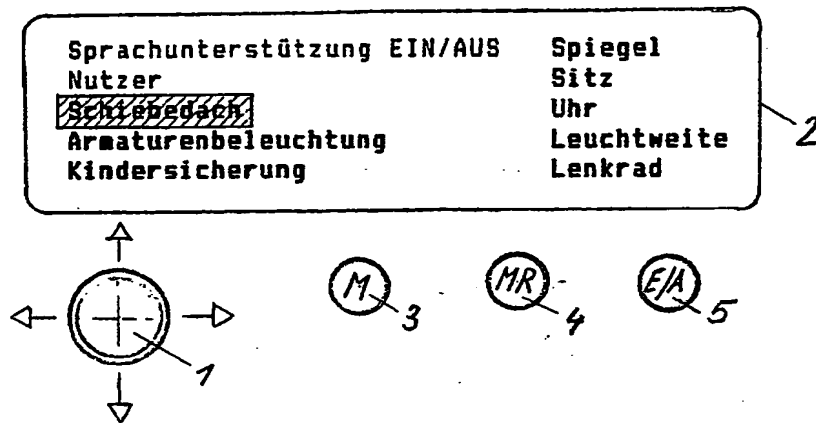 Sprachunterstützung EIN/AUS Spiegel
Nutzer Sitz
Schiebedach Uhr
Armaturenbeleuchtung Leuchtweite
Kindersicherung Lenkrad
2
M MR E/A
3 4 5
1